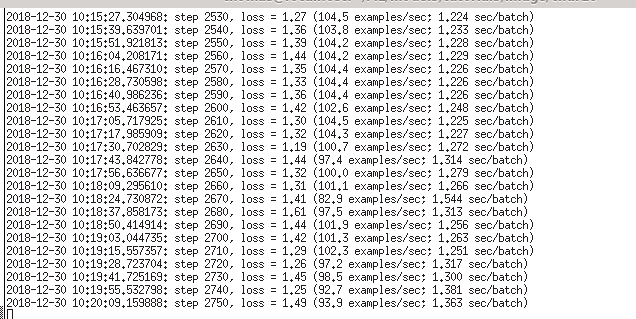 2018-12-30 10:15:27.304968: step 2530, loss = 1.27 (104.5 examples/sec; 1.224 sec/batch)
2018-12-30 10:15:39.639701: step 2540, loss = 1.36 (103.8 examples/sec; 1.233 sec/batch)
2018-12-30 10:15:51.921813: step 2550, loss = 1.39 (104.2 examples/sec; 1.228 sec/batch)
2018-12-30 10:16:04.208171: step 2560, loss = 1.44 (104.2 examples/sec; 1.229 sec/batch)
2018-12-30 10:16:16.467310: step 2570, loss = 1.35 (104.4 examples/sec; 1.226 sec/batch)
2018-12-30 10:16:28.730598: step 2580, loss = 1.33 (104.4 examples/sec; 1.226 sec/batch)
2018-12-30 10:16:40.986236: step 2590, loss = 1.36 (104.4 examples/sec; 1.226 sec/batch)
2018-12-30 10:16:53.463657: step 2600, loss = 1.42 (102.6 examples/sec; 1.248 sec/batch)
2018-12-30 10:17:05.717925: step 2610, loss = 1.30 (104.5 examples/sec; 1.225 sec/batch)
2018-12-30 10:17:17.985909: step 2620, loss = 1.32 (104.3 examples/sec; 1.227 sec/batch)
2018-12-30 10:17:30.702829: step 2630, loss = 1.19 (100.7 examples/sec; 1.272 sec/batch)
2018-12-30 10:17:43.842778: step 2640, loss = 1.44 (97.4 examples/sec; 1.314 sec/batch)
2018-12-30 10:17:56.636677: step 2650, loss = 1.32 (100.0 examples/sec; 1.279 sec/batch)
2018-12-30 10:18:09.295610: step 2660, loss = 1.31 (101.1 examples/sec; 1.266 sec/batch)
2018-12-30 10:18:24.730872: step 2670, loss = 1.41 (82.9 examples/sec; 1.544 sec/batch)
2018-12-30 10:18:37.858173: step 2680, loss = 1.61 (97.5 examples/sec; 1.313 sec/batch)
2018-12-30 10:18:50.414914: step 2690, loss = 1.44 (101.9 examples/sec; 1.256 sec/batch)
2018-12-30 10:19:03.044735: step 2700, loss = 1.42 (101.3 examples/sec; 1.263 sec/batch)
2018-12-30 10:19:15.557357: step 2710, loss = 1.29 (102.3 examples/sec; 1.251 sec/batch)
2018-12-30 10:19:28.723704: step 2720, loss = 1.26 (97.2 examples/sec; 1.317 sec/batch)
2018-12-30 10:19:41.725169: step 2730, loss = 1.45 (98.5 examples/sec; 1.300 sec/batch)
2018-12-30 10:19:55.532798: step 2740, loss = 1.25 (92.7 examples/sec; 1.381 sec/batch)
2018-12-30 10:20:09.159888: step 2750, loss = 1.49 (93.9 examples/sec; 1.363 sec/batch)